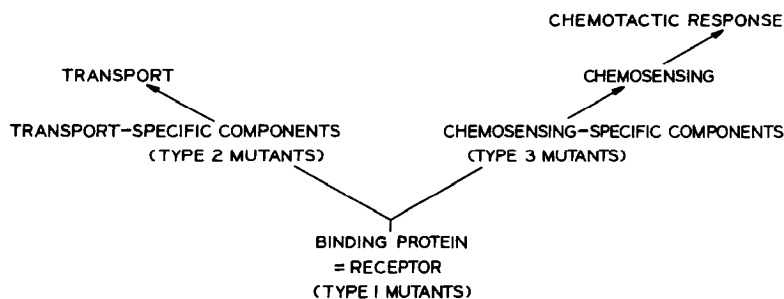 CHEMOTACTIC RESPONSE
TRANSPORT
CHEMOSENSING
TRANSPORT-SPECIFIC COMPONENTS
(TYPE 2 MUTANTS)
CHEMOSENSING-SPECIFIC COMPONENTS
(TYPE 3 MUTANTS)
BINDING PROTEIN
= RECEPTOR
(TYPE I MUTANTS)